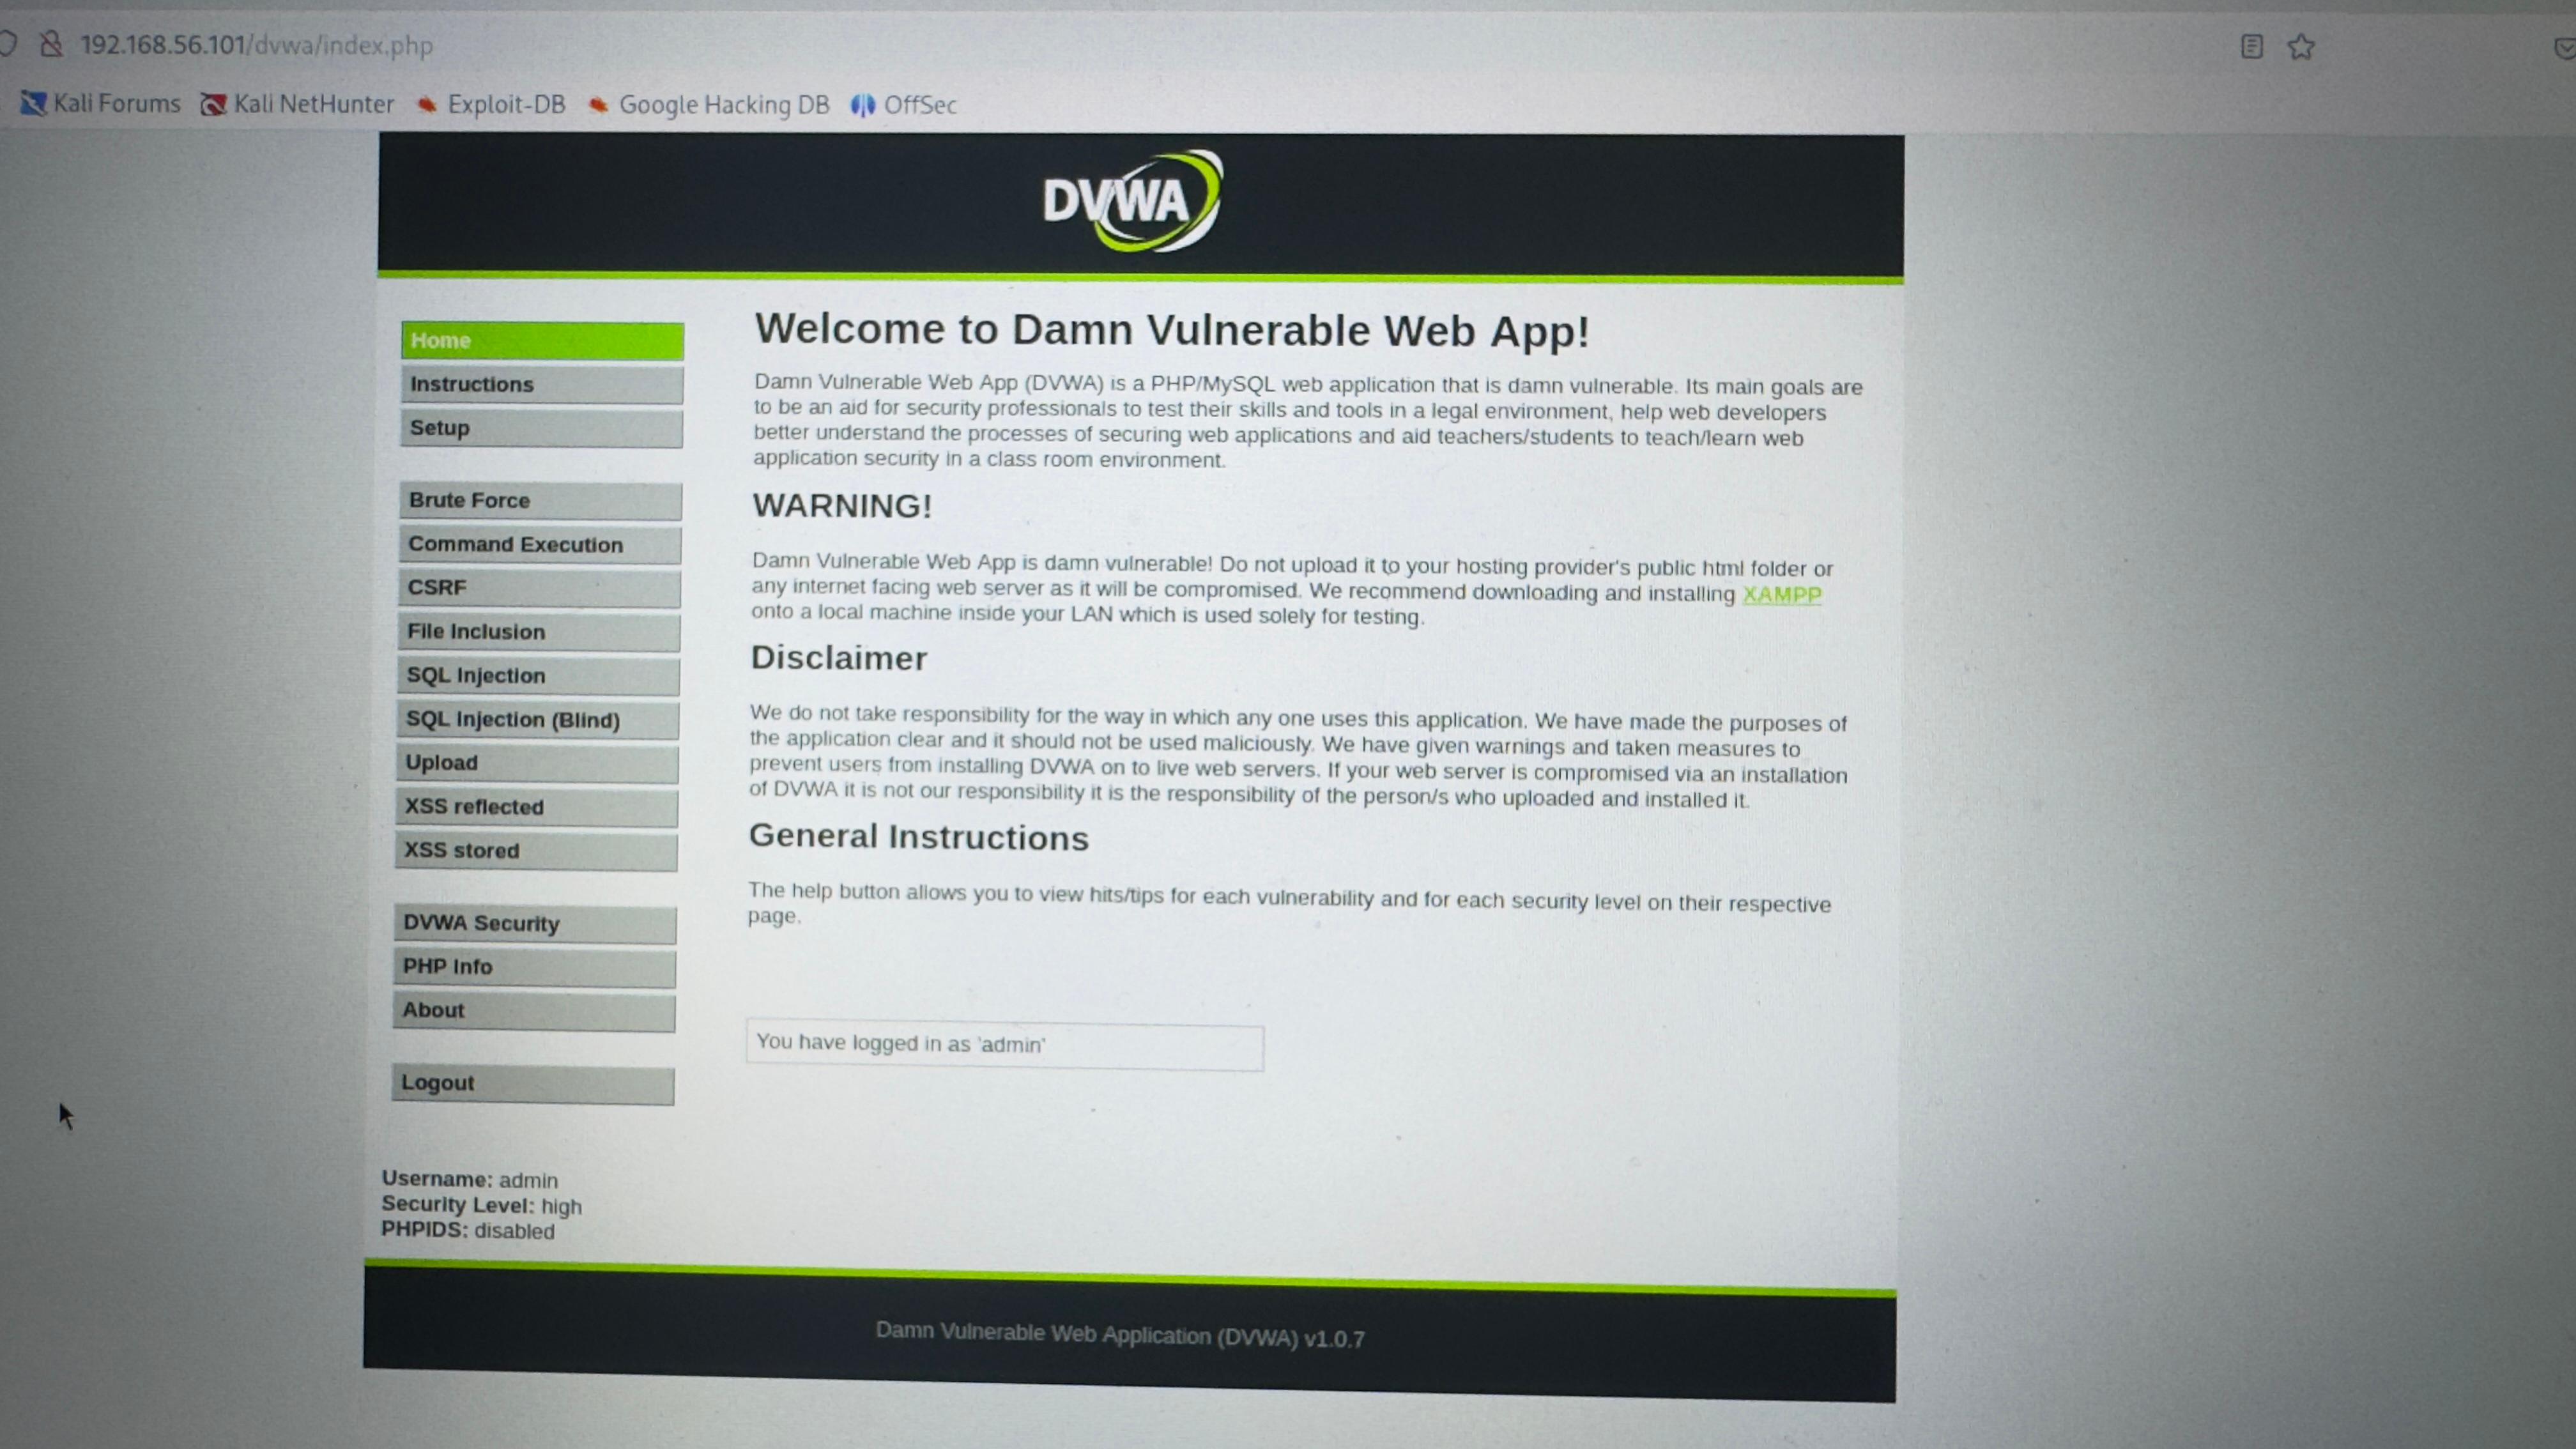 192.168.56.101/dvwa/index.php
Kali Forums Kali NetHunter Exploit-DB Google Hacking DB OffSec
DVWA
Home
Instructions
Setup
Brute Force
Command Execution
CSRF
File Inclusion
SQL Injection
SQL Injection (Blind)
Upload
XSS reflected
XSS stored
DVWA Security
PHP Info
About
Logout
Username: admin
Security Level: high
PHPIDS: disabled
Welcome to Damn Vulnerable Web App!
Damn Vulnerable Web App (DVWA) is a PHP/MySQL web application that is damn vulnerable. Its main goals are
to be an aid for security professionals to test their skills and tools in a legal environment, help web developers
better understand the processes of securing web applications and aid teachers/students to teach/learn web
application security in a class room environment.
WARNING!
Damn Vulnerable Web App is damn vulnerable! Do not upload it to your hosting provider's public html folder or
any internet facing web server as it will be compromised. We recommend downloading and installing XAMPP
onto a local machine inside your LAN which is used solely for testing.
Disclaimer
We do not take responsibility for the way in which any one uses this application. We have made the purposes of
the application clear and it should not be used maliciously. We have given warnings and taken measures to
prevent users from installing DVWA on to live web servers. If your web server is compromised via an installation
of DVWA it is not our responsibility it is the responsibility of the person/s who uploaded and installed it.
General Instructions
The help button allows you to view hits/tips for each vulnerability and for each security level on their respective
page.
You have logged in as 'admin'
Damn Vulnerable Web Application (DVWA) v1.0.7